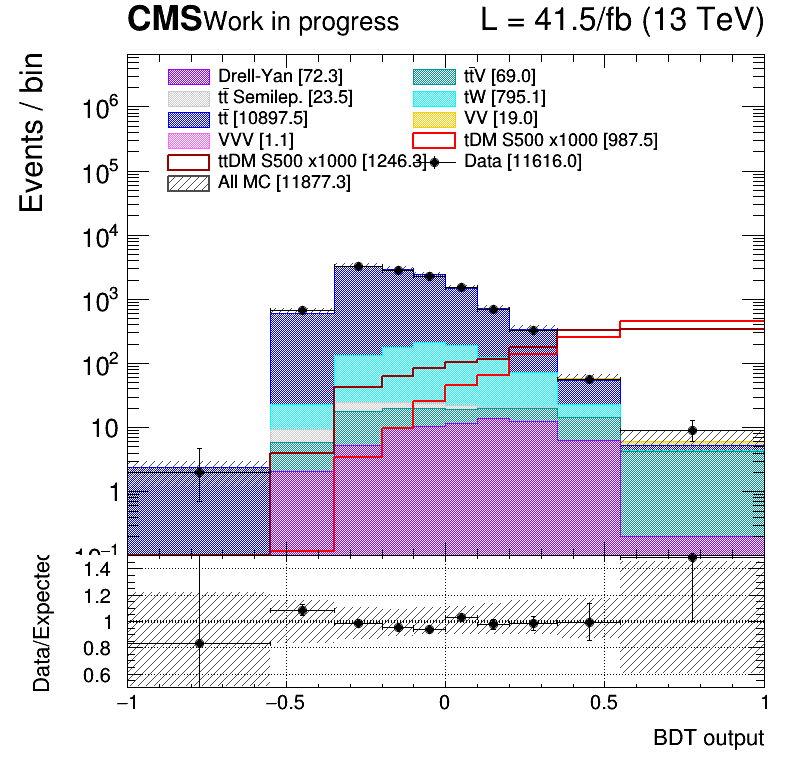 CMS Work in progress L = 41.5/fb (13 TeV)
Events / bin
Drell-Yan [72.3] tt̄V [69.0]
tt̄ Semilep. [23.5] tW [795.1]
tt̄ [10897.5] VV [19.0]
VVV [1.1] tDM S500 x1000 [987.5]
ttDM S500 x1000 [1246.3] Data [11616.0]
All MC [11877.3]
10⁶
10⁵
10⁴
10³
10²
10
1
10⁻¹
Data/Expected
1.4
1.2
1
0.8
0.6
−1 −0.5 0 0.5 1
BDT output